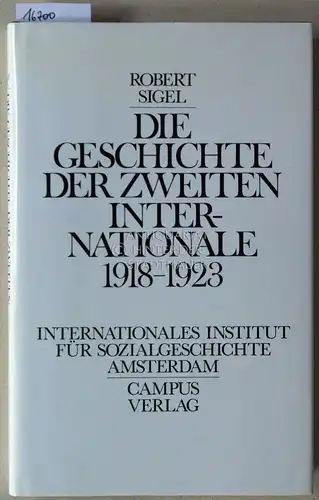 16700
ROBERT
SIGEL
DIE
GESCHICHTE
DER ZWEITEN
INTER-
NATIONALE
1918–1923
INTERNATIONALES INSTITUT
FÜR SOZIALGESCHICHTE
AMSTERDAM
CAMPUS
VERLAG